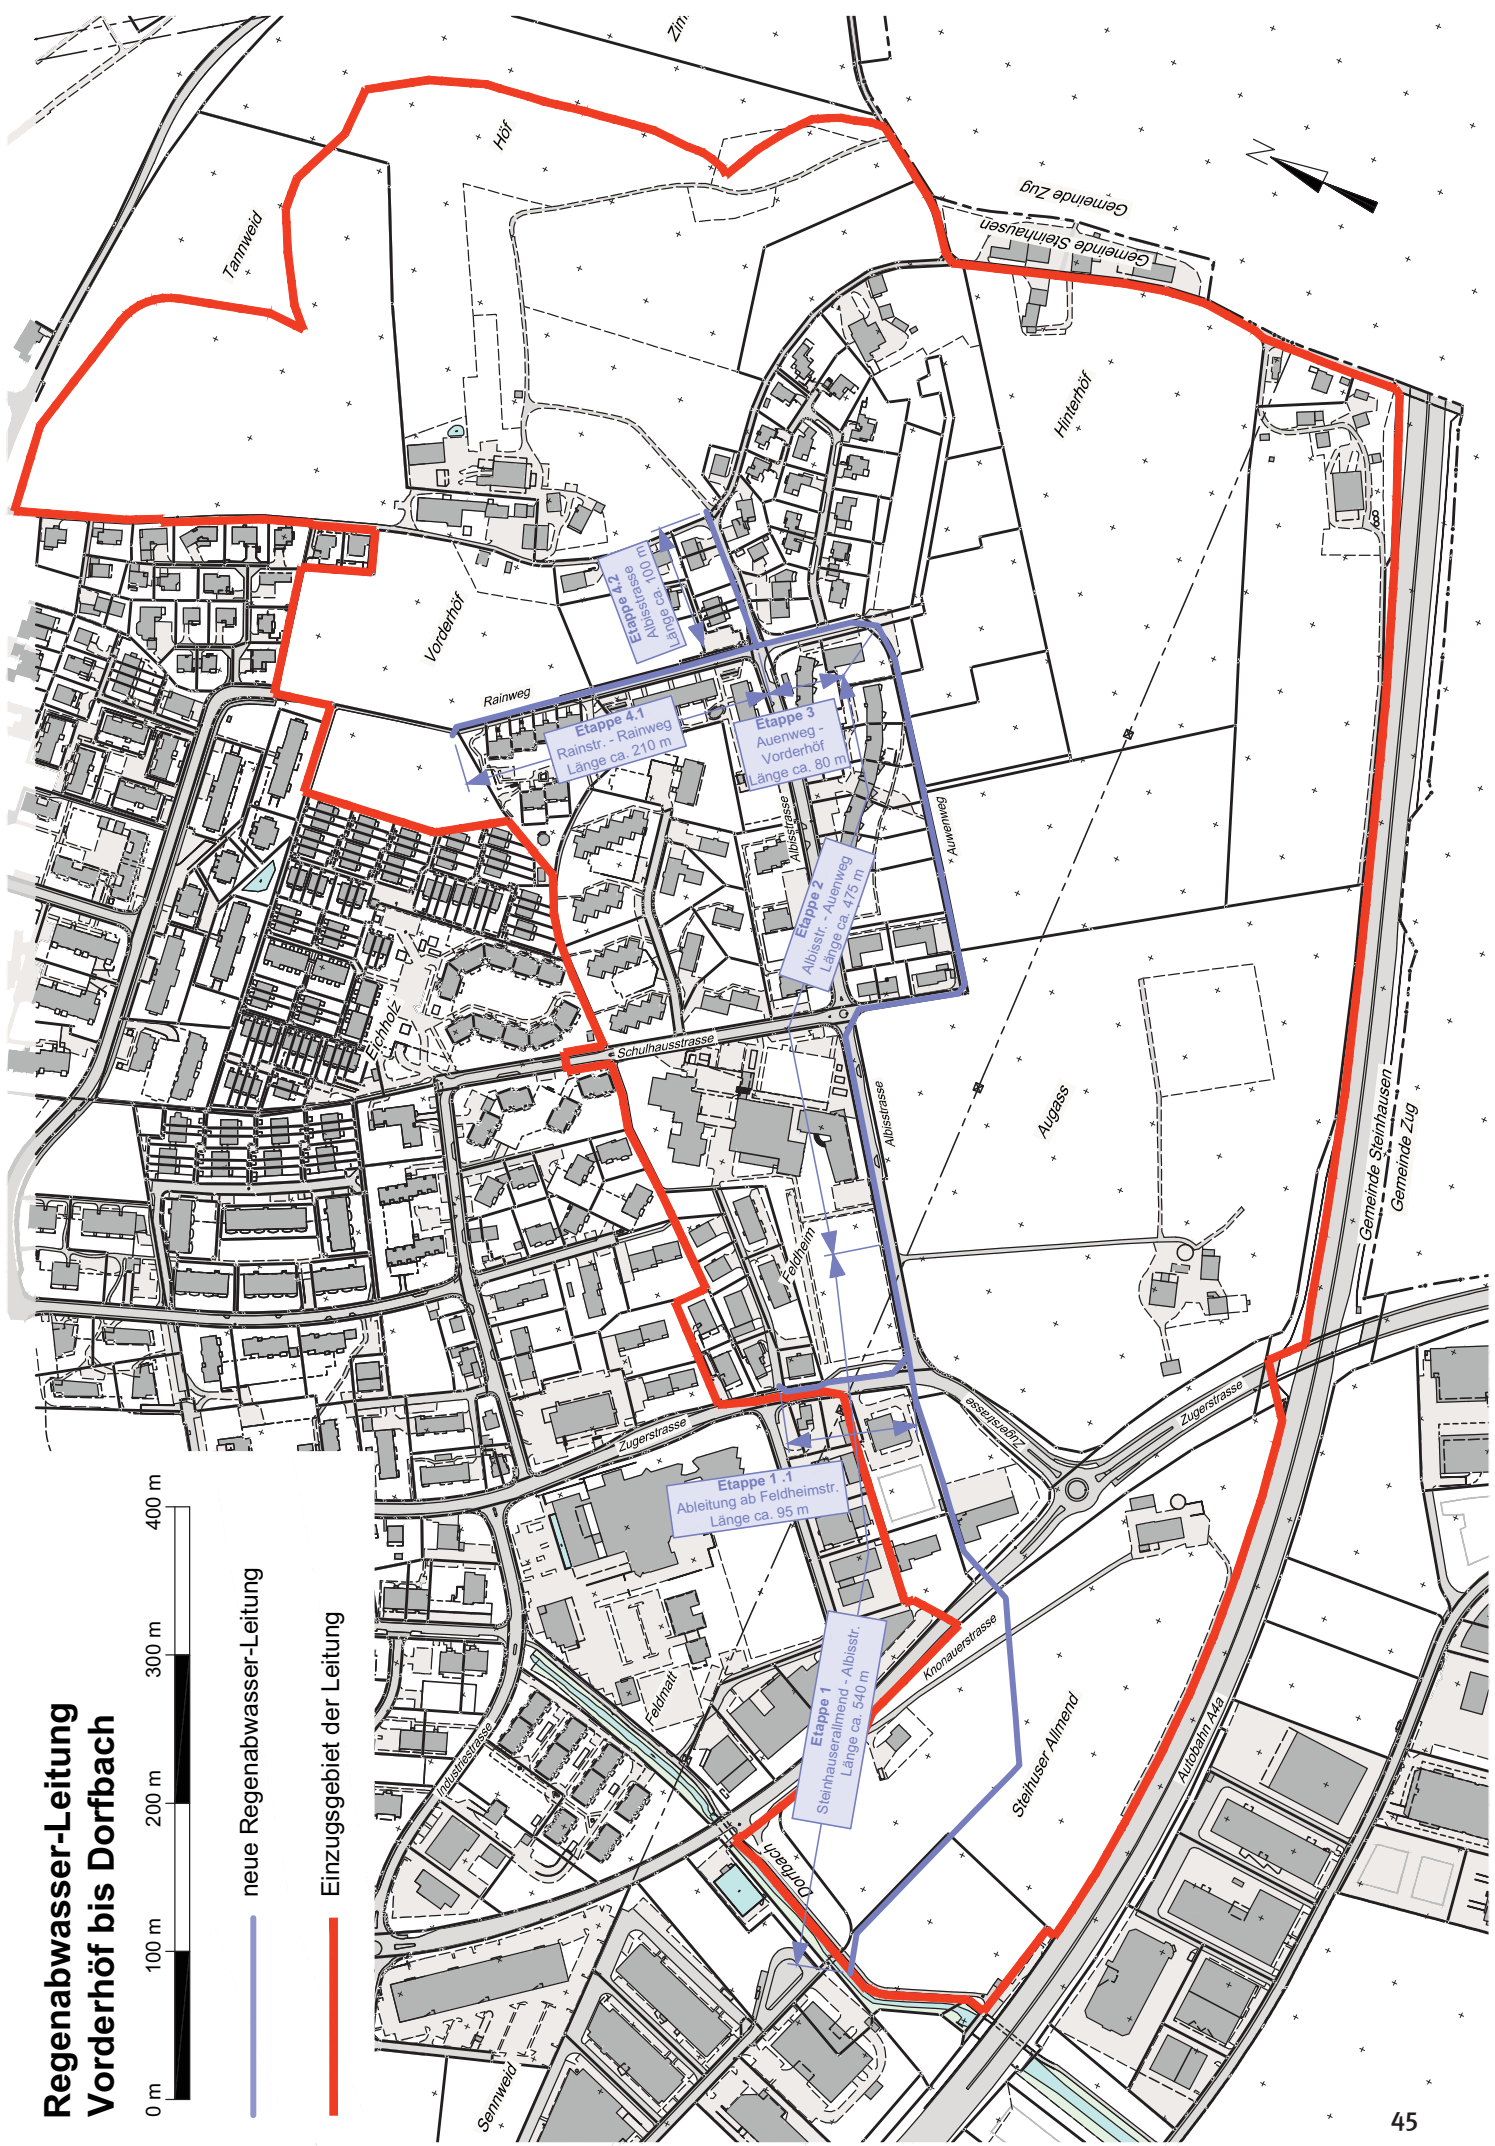 Regenabwasser-Leitung
Vorderhöf bis Dorfbach
0 m
100 m
200 m
300 m
400 m
neue Regenabwasser-Leitung
Einzugsgebiet der Leitung
Tannweid
Höf
Gemeinde Zug
Gemeinde Steinhausen
N
Hinterhöf
Vorderhöf
Rainweg
Etappe 4.2
Albisstrasse
Länge ca. 100 m
Etappe 4.1
Rainstr. - Rainweg
Länge ca. 210 m
Etappe 3
Auenweg -
Vorderhöf
Länge ca. 80 m
Albisstrasse
Auwenweg
Etappe 2
Albisstr. - Auenweg
Länge ca. 475 m
Eichholz
Schulhausstrasse
Albisstrasse
Augass
Feldheim
Gemeinde Steinhausen
Gemeinde Zug
Zugerstrasse
Zugerstrasse
Zugerstrasse
Etappe 1 .1
Ableitung ab Feldheimstr.
Länge ca. 95 m
Etappe 1
Steinhauserallmend - Albisstr.
Länge ca. 540 m
Knonauerstrasse
Feldmatt
Industriestrasse
Steihuser Allmend
Autobahn A4a
Dorfbach
Sennweid
45